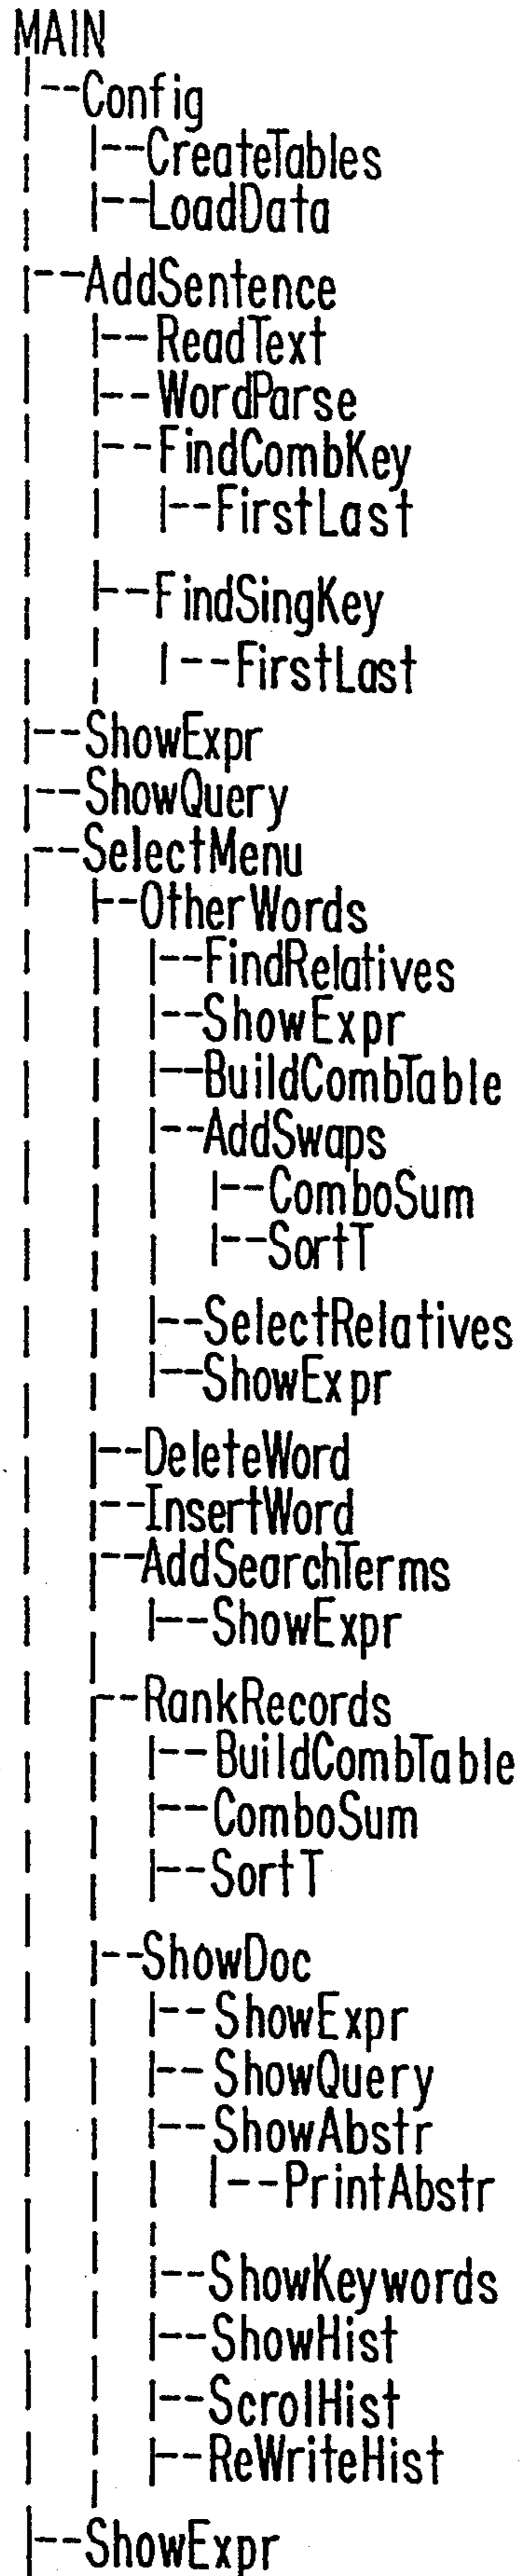 MAIN
Config
CreateTables
LoadData
AddSentence
ReadText
WordParse
FindCombKey
FirstLast
FindSingKey
FirstLast
ShowExpr
ShowQuery
SelectMenu
OtherWords
FindRelatives
ShowExpr
BuildCombTable
AddSwaps
ComboSum
SortT
SelectRelatives
ShowExpr
DeleteWord
InsertWord
AddSearchTerms
ShowExpr
RankRecords
BuildCombTable
ComboSum
SortT
ShowDoc
ShowExpr
ShowQuery
ShowAbstr
PrintAbstr
ShowKeywords
ShowHist
ScrolHist
ReWriteHist
ShowExpr